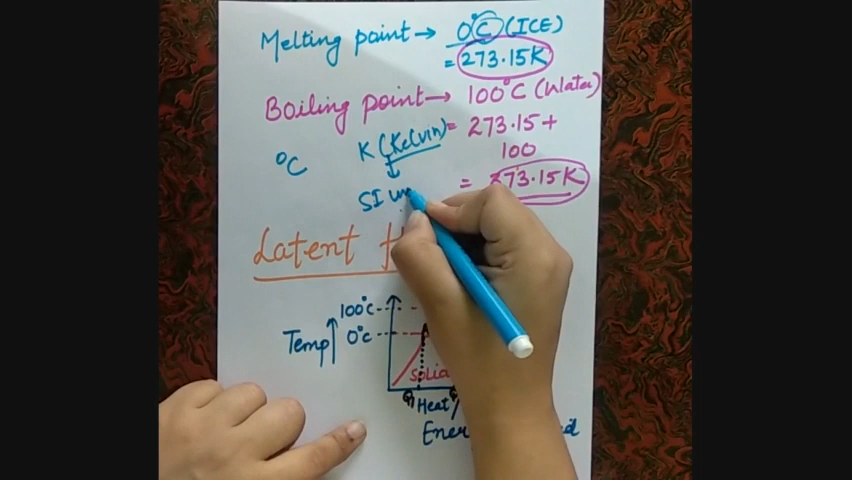 Melting point → 0°C (ICE)
= 273.15K
Boiling point → 100°C (Water)
K (Kelvin) = 273.15 +
100
°C
SI
= 373.15K
Latent
100°C
0°C
Temp
Solid
Heat/